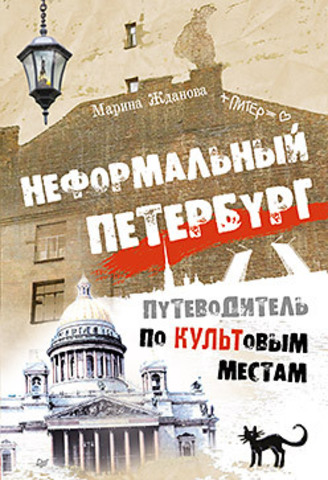 Марина Жданова
+ПИТЕР=♡
НЕФОРМАЛЬНЫЙ
ПЕТЕРБУРГ
ПУТЕВОДИТЕЛЬ
ПО КУЛЬТОВЫМ
МЕСТАМ